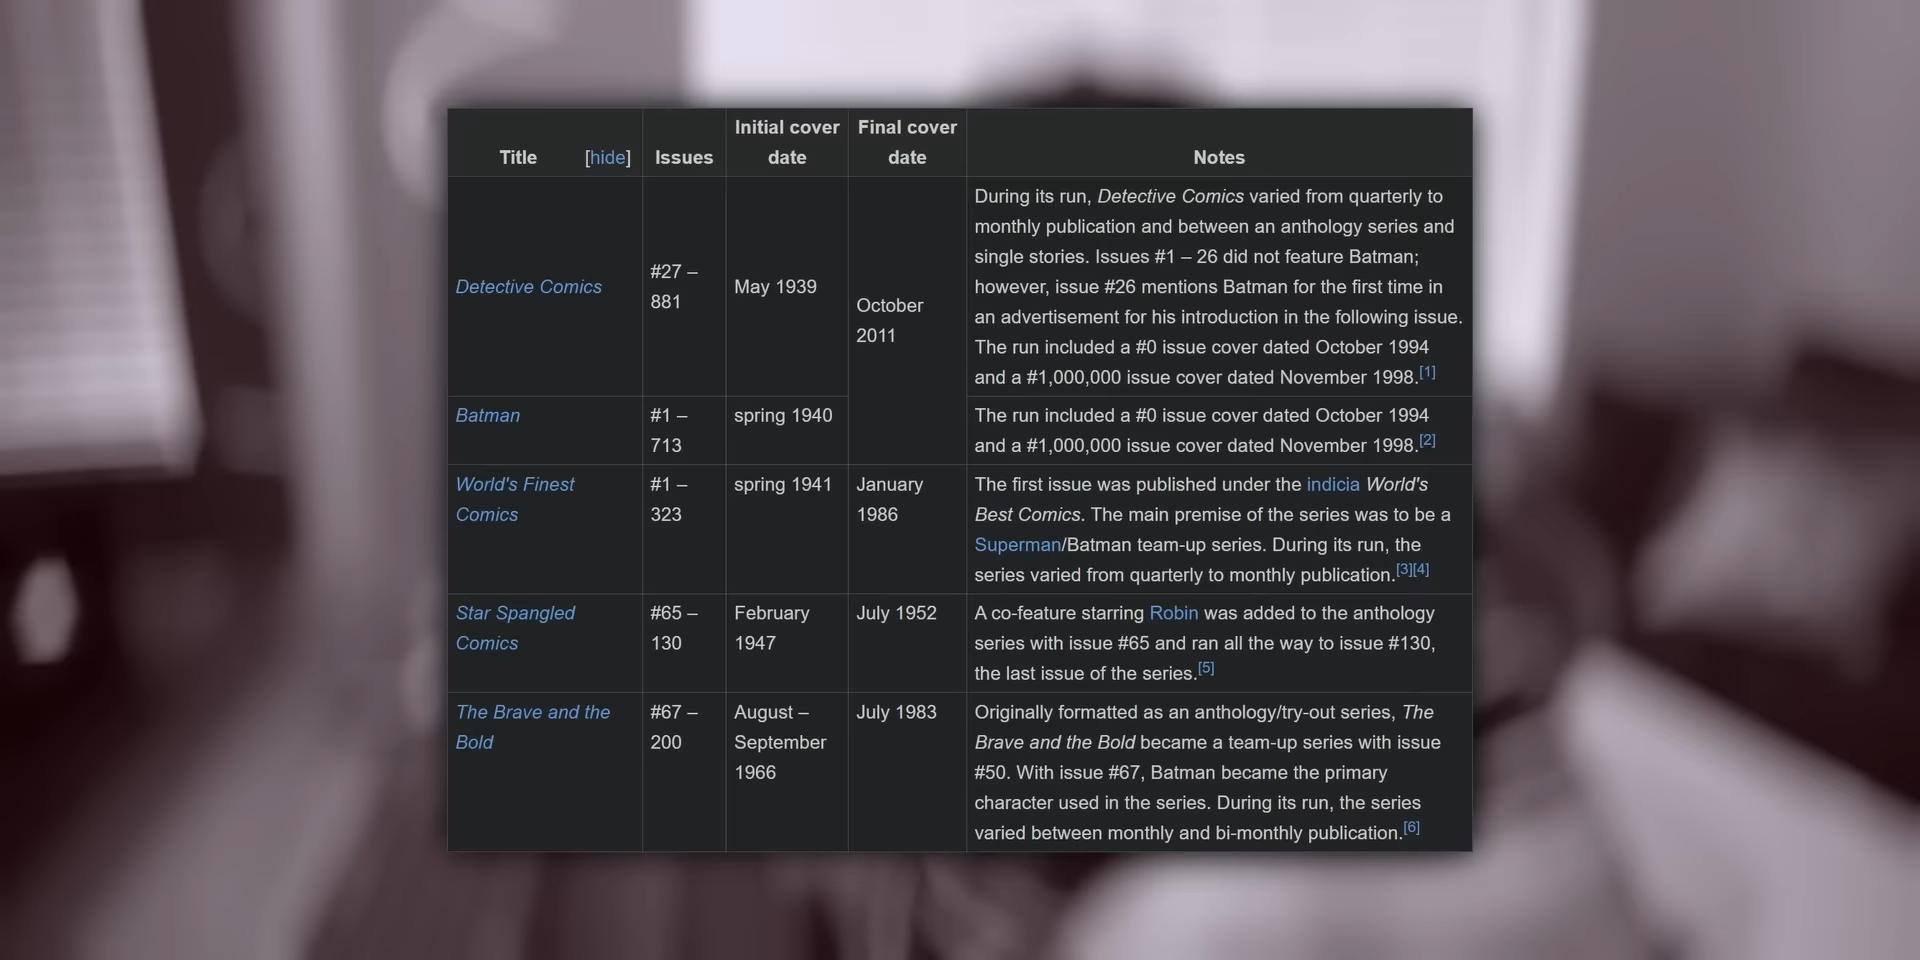 Title [hide] Issues Initial cover date Final cover date Notes
Detective Comics
#27 –
881
May 1939
October
2011
During its run, Detective Comics varied from quarterly to
monthly publication and between an anthology series and
single stories. Issues #1 – 26 did not feature Batman;
however, issue #26 mentions Batman for the first time in
an advertisement for his introduction in the following issue.
The run included a #0 issue cover dated October 1994
and a #1,000,000 issue cover dated November 1998.[1]
Batman
#1 –
713
spring 1940
The run included a #0 issue cover dated October 1994
and a #1,000,000 issue cover dated November 1998.[2]
World's Finest
Comics
#1 –
323
spring 1941
January
1986
The first issue was published under the indicia World's
Best Comics. The main premise of the series was to be a
Superman/Batman team-up series. During its run, the
series varied from quarterly to monthly publication.[3][4]
Star Spangled
Comics
#65 –
130
February
1947
July 1952
A co-feature starring Robin was added to the anthology
series with issue #65 and ran all the way to issue #130,
the last issue of the series.[5]
The Brave and the
Bold
#67 –
200
August –
September
1966
July 1983
Originally formatted as an anthology/try-out series, The
Brave and the Bold became a team-up series with issue
#50. With issue #67, Batman became the primary
character used in the series. During its run, the series
varied between monthly and bi-monthly publication.[6]